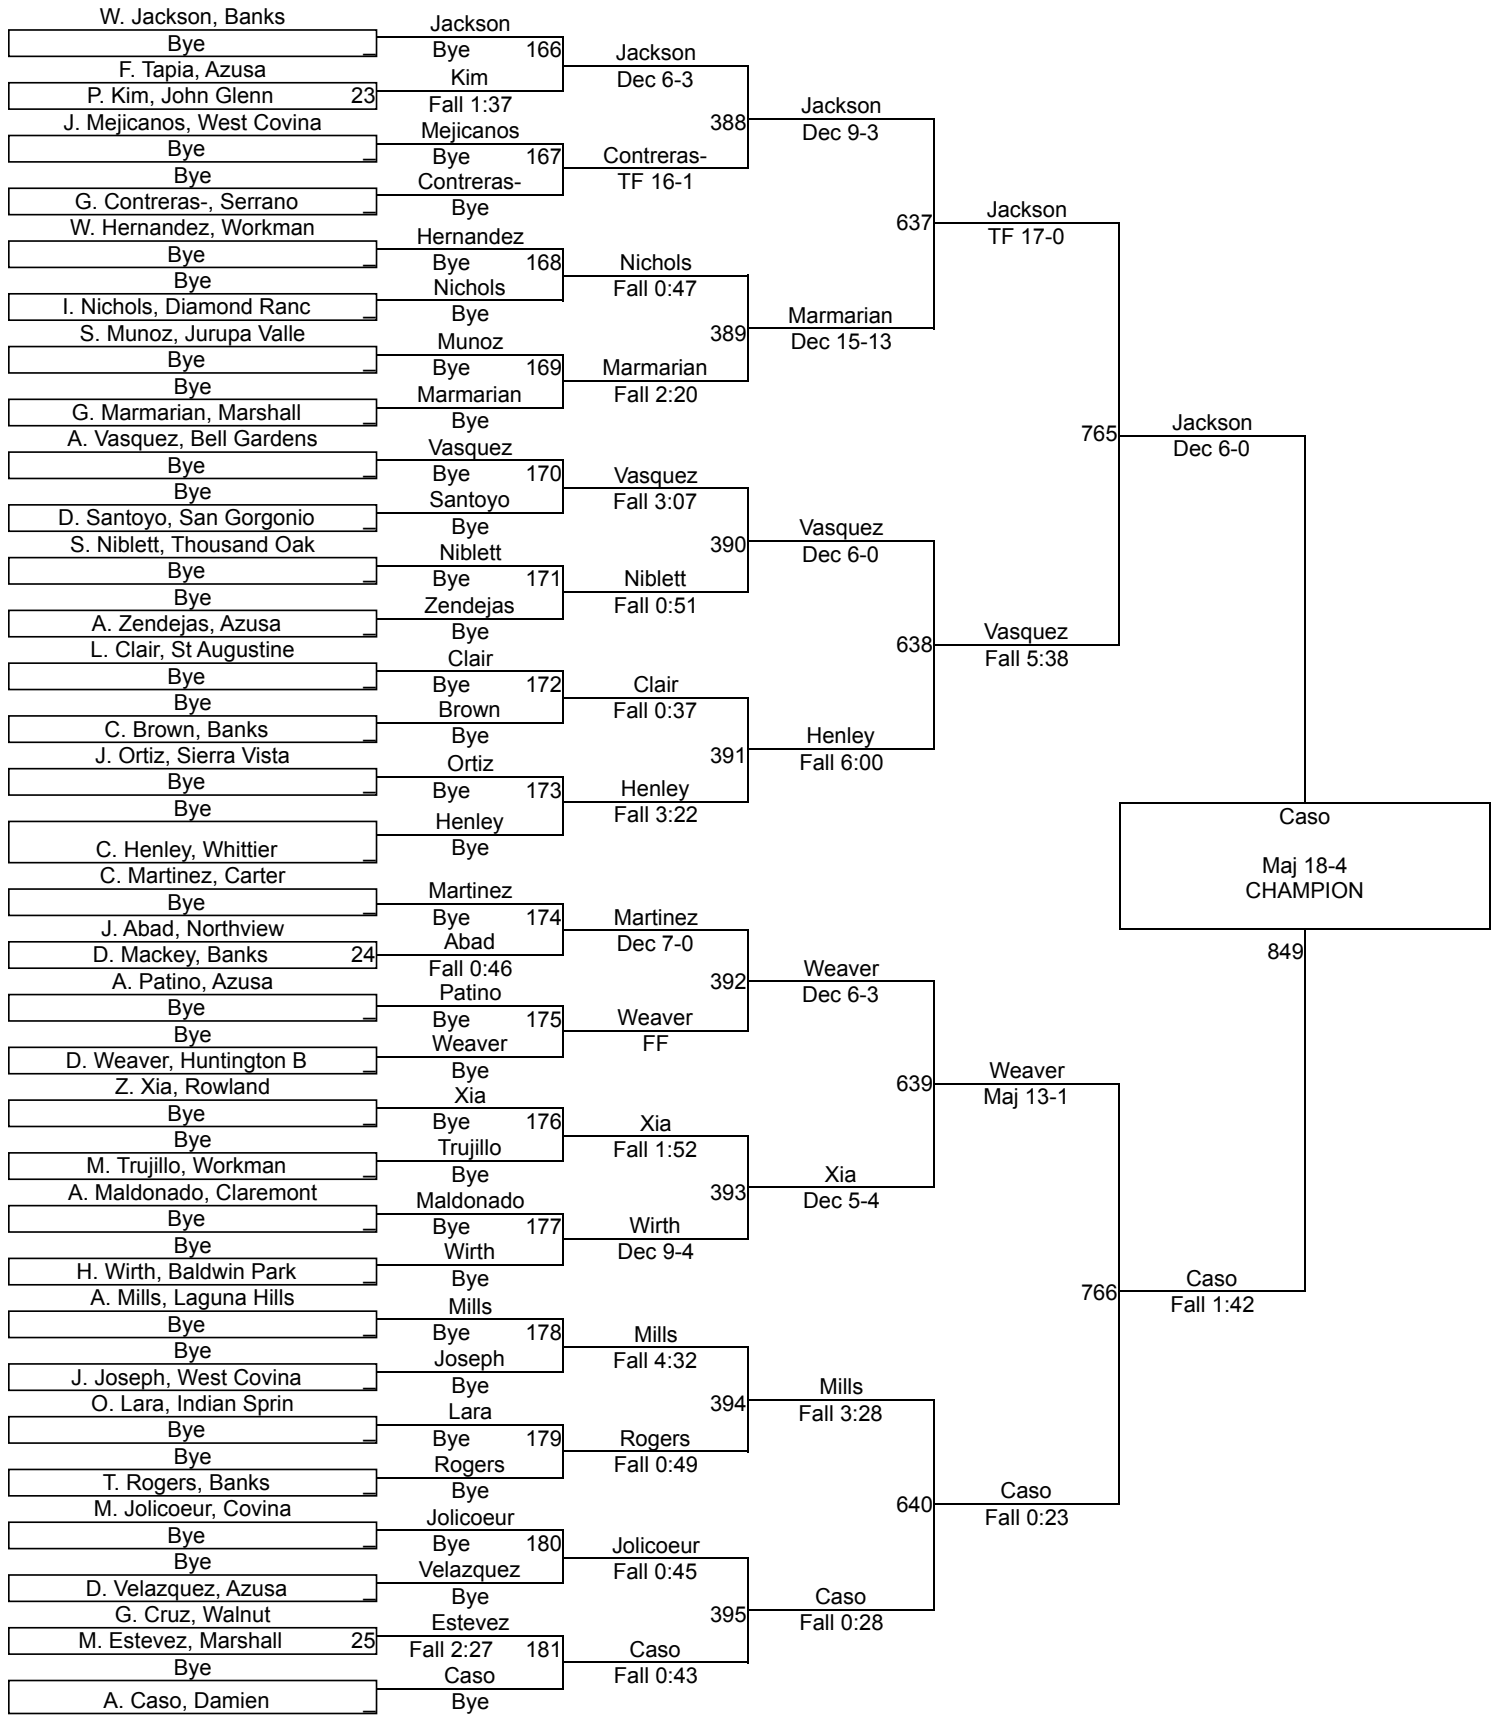 W. Jackson, Banks
Bye
F. Tapia, Azusa
P. Kim, John Glenn 23
J. Mejicanos, West Covina
Bye
Bye
G. Contreras-, Serrano
W. Hernandez, Workman
Bye
Bye
I. Nichols, Diamond Ranc
S. Munoz, Jurupa Valle
Bye
Bye
G. Marmarian, Marshall
A. Vasquez, Bell Gardens
Bye
Bye
D. Santoyo, San Gorgonio
S. Niblett, Thousand Oak
Bye
Bye
A. Zendejas, Azusa
L. Clair, St Augustine
Bye
Bye
C. Brown, Banks
J. Ortiz, Sierra Vista
Bye
Bye
C. Henley, Whittier
C. Martinez, Carter
Bye
J. Abad, Northview
D. Mackey, Banks 24
A. Patino, Azusa
Bye
Bye
D. Weaver, Huntington B
Z. Xia, Rowland
Bye
Bye
M. Trujillo, Workman
A. Maldonado, Claremont
Bye
Bye
H. Wirth, Baldwin Park
A. Mills, Laguna Hills
Bye
Bye
J. Joseph, West Covina
O. Lara, Indian Sprin
Bye
Bye
T. Rogers, Banks
M. Jolicoeur, Covina
Bye
Bye
D. Velazquez, Azusa
G. Cruz, Walnut
M. Estevez, Marshall 25
Bye
A. Caso, Damien
Jackson
Bye 166
Kim
Fall 1:37
Mejicanos
Bye 167
Contreras-
Bye
Hernandez
Bye 168
Nichols
Bye
Munoz
Bye 169
Marmarian
Bye
Vasquez
Bye 170
Santoyo
Bye
Niblett
Bye 171
Zendejas
Bye
Clair
Bye 172
Brown
Bye
Ortiz
Bye 173
Henley
Bye
Martinez
Bye 174
Abad
Fall 0:46
Patino
Bye 175
Weaver
Bye
Xia
Bye 176
Trujillo
Bye
Maldonado
Bye 177
Wirth
Bye
Mills
Bye 178
Joseph
Bye
Lara
Bye 179
Rogers
Bye
Jolicoeur
Bye 180
Velazquez
Bye
Estevez
Fall 2:27 181
Caso
Bye
Jackson
Dec 6-3
388
Contreras-
TF 16-1
Nichols
Fall 0:47
389
Marmarian
Fall 2:20
Vasquez
Fall 3:07
390
Niblett
Fall 0:51
Clair
Fall 0:37
391
Henley
Fall 3:22
Martinez
Dec 7-0
392
Weaver
FF
Xia
Fall 1:52
393
Wirth
Dec 9-4
Mills
Fall 4:32
394
Rogers
Fall 0:49
Jolicoeur
Fall 0:45
395
Caso
Fall 0:43
Jackson
Dec 9-3
637
Marmarian
Dec 15-13
Vasquez
Dec 6-0
638
Henley
Fall 6:00
Weaver
Dec 6-3
639
Xia
Dec 5-4
Mills
Fall 3:28
640
Caso
Fall 0:28
Jackson
TF 17-0
765
Vasquez
Fall 5:38
Weaver
Maj 13-1
766
Caso
Fall 0:23
Jackson
Dec 6-0
Caso
Maj 18-4
CHAMPION
849
Caso
Fall 1:42